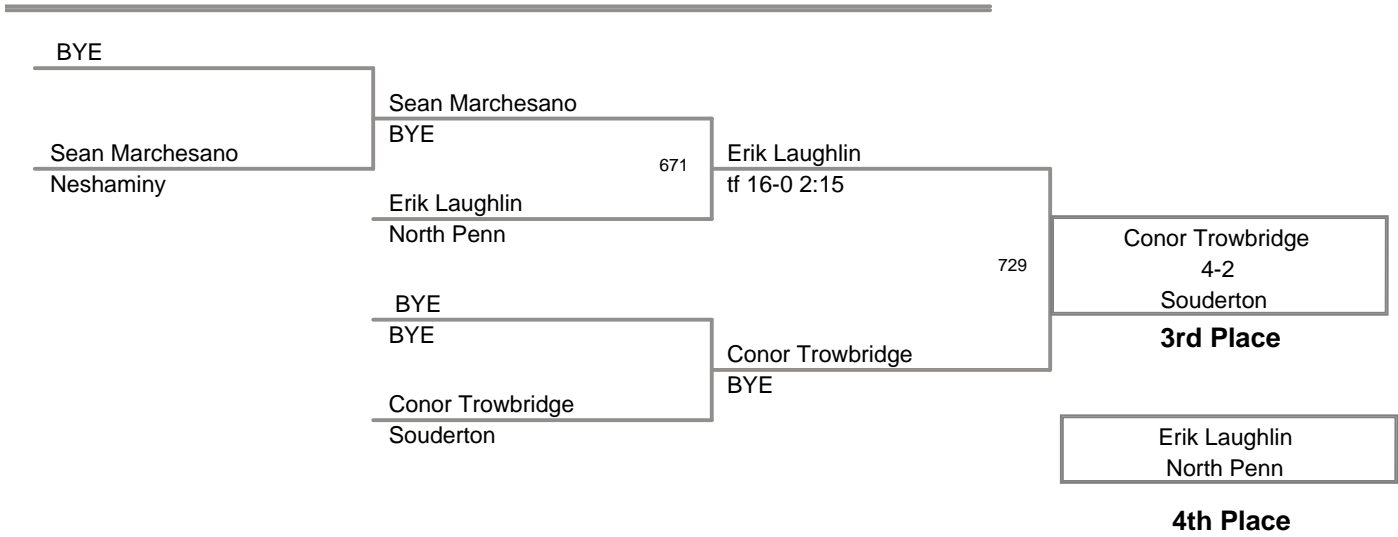 BYE
Sean Marchesano
BYE
Sean Marchesano
Neshaminy
671
Erik Laughlin
tf 16-0 2:15
Erik Laughlin
North Penn
729
Conor Trowbridge
4-2
Souderton
3rd Place
BYE
BYE
Conor Trowbridge
BYE
Conor Trowbridge
Souderton
Erik Laughlin
North Penn
4th Place